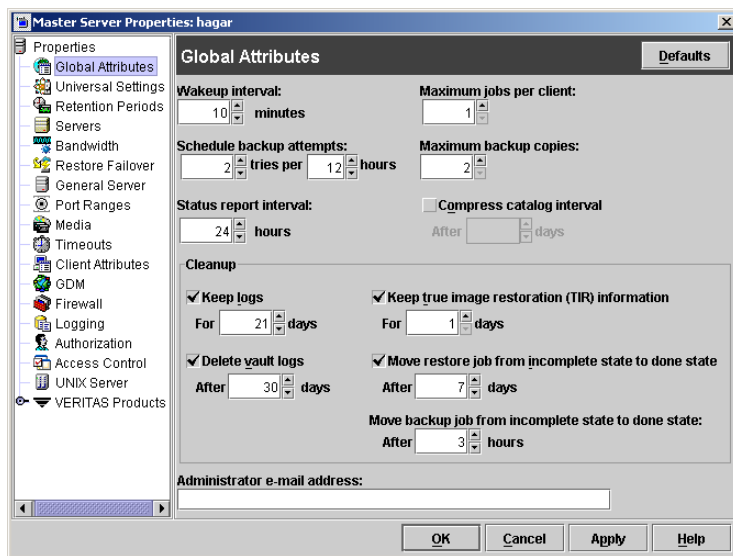 Master Server Properties: hagar
Properties
Global Attributes
Universal Settings
Retention Periods
Servers
Bandwidth
Restore Failover
General Server
Port Ranges
Media
Timeouts
Client Attributes
GDM
Firewall
Logging
Authorization
Access Control
UNIX Server
VERITAS Products
Global Attributes
Defaults
Wakeup interval:
10 minutes
Maximum jobs per client:
1
Schedule backup attempts:
2 tries per 12 hours
Maximum backup copies:
2
Status report interval:
24 hours
Compress catalog interval
After days
Cleanup
Keep logs
For 21 days
Keep true image restoration (TIR) information
For 1 days
Delete vault logs
After 30 days
Move restore job from incomplete state to done state
After 7 days
Move backup job from incomplete state to done state:
After 3 hours
Administrator e-mail address:
OK Cancel Apply Help